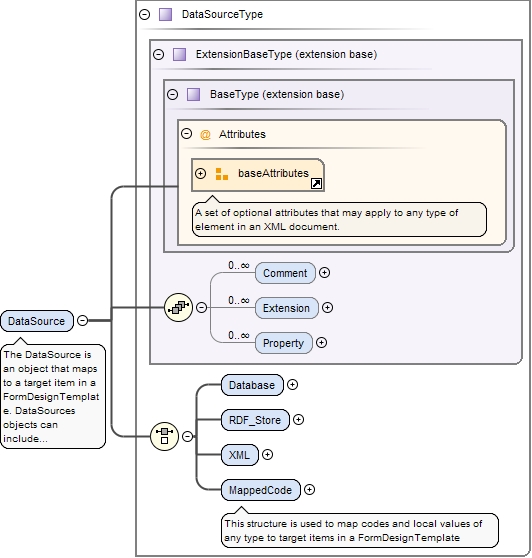 DataSourceType
ExtensionBaseType (extension base)
BaseType (extension base)
@ Attributes
baseAttributes
A set of optional attributes that may apply to any type of
element in an XML document.
0..∞
Comment
0..∞
Extension
0..∞
Property
DataSource
The DataSource is
an object that maps
to a target item in a
FormDesignTemplat
e. DataSources
objects can
include...
Database
RDF_Store
XML
MappedCode
This structure is used to map codes and local values of
any type to target items in a FormDesignTemplate